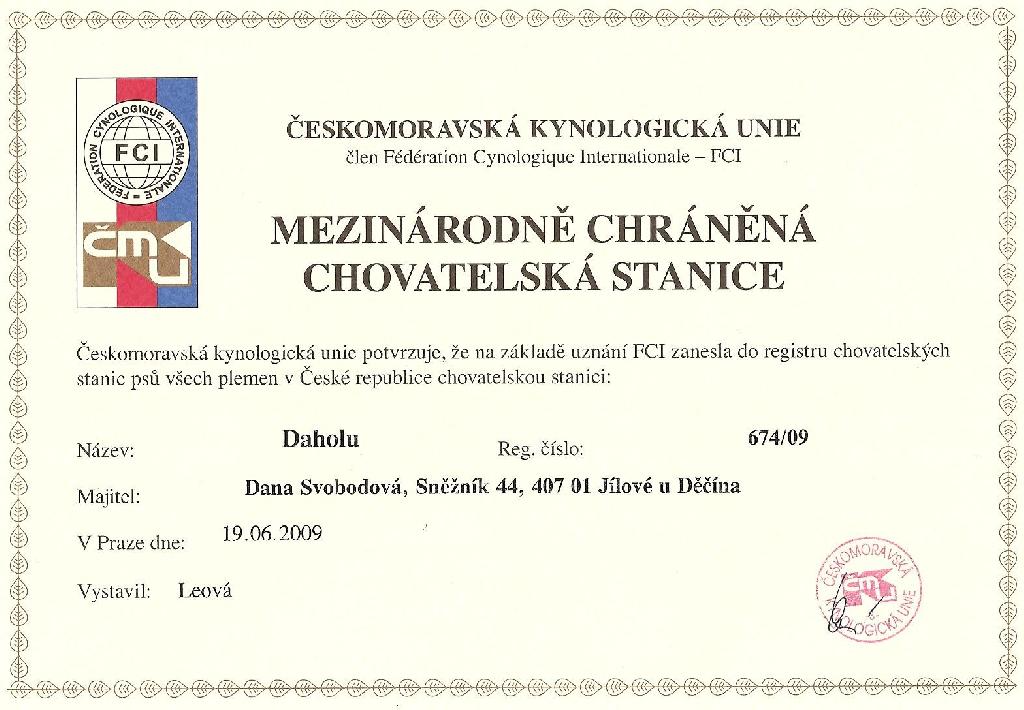 FEDERATION CYNOLOGIQUE INTERNATIONALE
FCI
čmku
ČESKOMORAVSKÁ KYNOLOGICKÁ UNIE
člen Fédération Cynologique Internationale – FCI
MEZINÁRODNĚ CHRÁNĚNÁ
CHOVATELSKÁ STANICE
Českomoravská kynologická unie potvrzuje, že na základě uznání FCI zanesla do registru chovatelských
stanic psů všech plemen v České republice chovatelskou stanici:
Název: Daholu Reg. číslo: 674/09
Majitel: Dana Svobodová, Sněžník 44, 407 01 Jílové u Děčína
V Praze dne: 19.06.2009
Vystavil: Leová
ČESKOMORAVSKÁ
KYNOLOGICKÁ UNIE